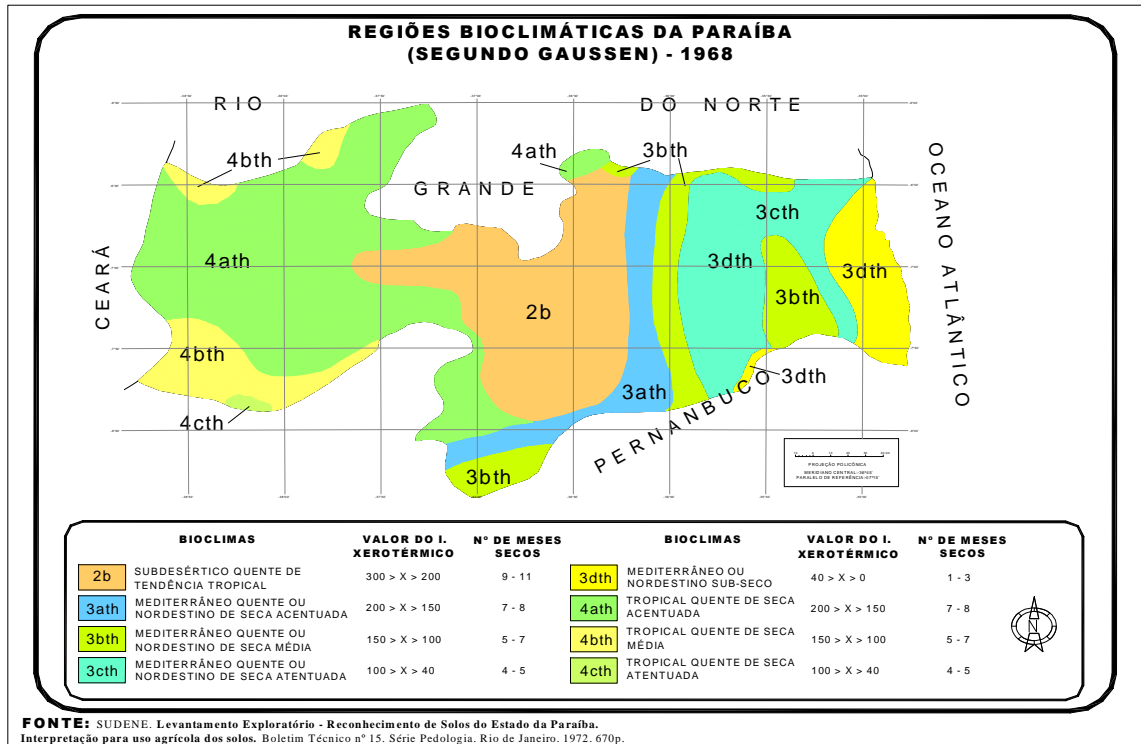 REGIÕES BIOCLIMÁTICAS DA PARAÍBA
(SEGUNDO GAUSSEN) - 1968
RIO
DO NORTE
GRANDE
CEARÁ
OCEANO ATLÂNTICO
PERNANBUCO
4bth
4ath
3bth
3cth
4ath
3dth
3dth
2b
3bth
4bth
3ath
3dth
4cth
3bth
PROJEÇÃO POLICÔNICA
BIOCLIMAS
VALOR DO I. XEROTÉRMICO
Nº DE MESES SECOS
2b SUBDESÉRTICO QUENTE DE TENDÊNCIA TROPICAL 300 > X > 200 9 - 11
3ath MEDITERRÂNEO QUENTE OU NORDESTINO DE SECA ACENTUADA 200 > X > 150 7 - 8
3bth MEDITERRÂNEO QUENTE OU NORDESTINO DE SECA MÉDIA 150 > X > 100 5 - 7
3cth MEDITERRÂNEO QUENTE OU NORDESTINO DE SECA ATENTUADA 100 > X > 40 4 - 5
BIOCLIMAS
VALOR DO I. XEROTÉRMICO
Nº DE MESES SECOS
3dth MEDITERRÂNEO OU NORDESTINO SUB-SECO 40 > X > 0 1 - 3
4ath TROPICAL QUENTE DE SECA ACENTUADA 200 > X > 150 7 - 8
4bth TROPICAL QUENTE DE SECA MÉDIA 150 > X > 100 5 - 7
4cth TROPICAL QUENTE DE SECA ATENTUADA 100 > X > 40 4 - 5
N
FONTE: SUDENE. Levantamento Exploratório - Reconhecimento de Solos do Estado da Paraíba.
Interpretação para uso agrícola dos solos. Boletim Técnico nº 15. Série Pedologia. Rio de Janeiro. 1972. 670p.